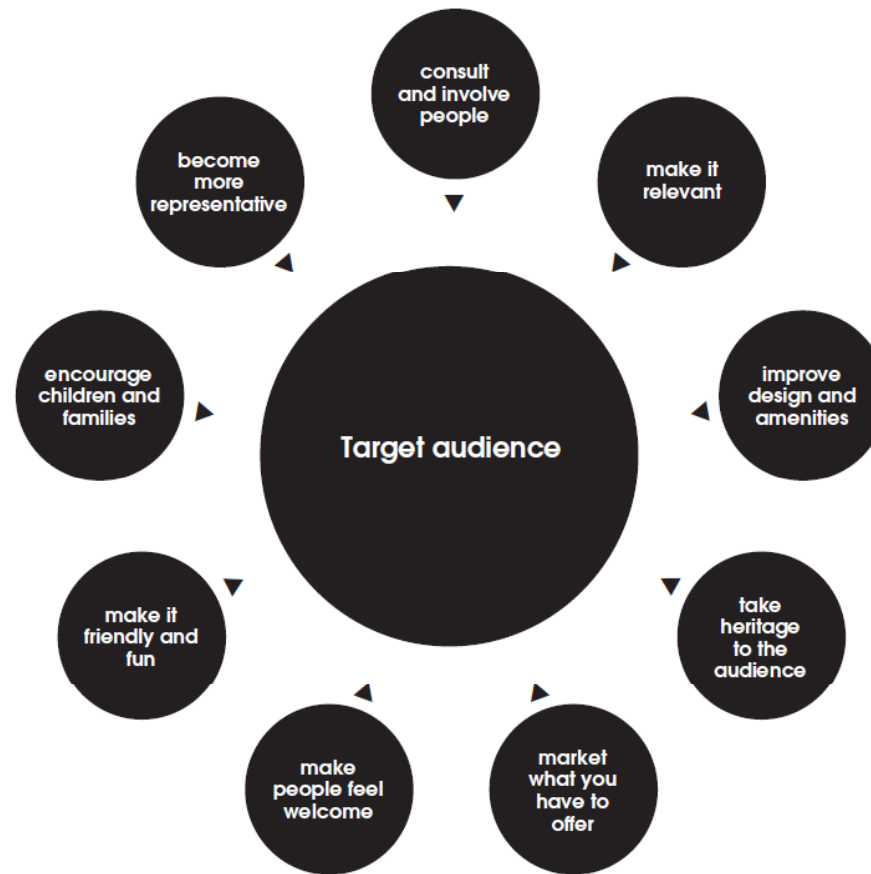 consult
and involve
people
make it
relevant
improve
design and
amenities
take
heritage
to the
audience
market
what you
have to
offer
make
people feel
welcome
make it
friendly and
fun
encourage
children and
families
become
more
representative
Target audience